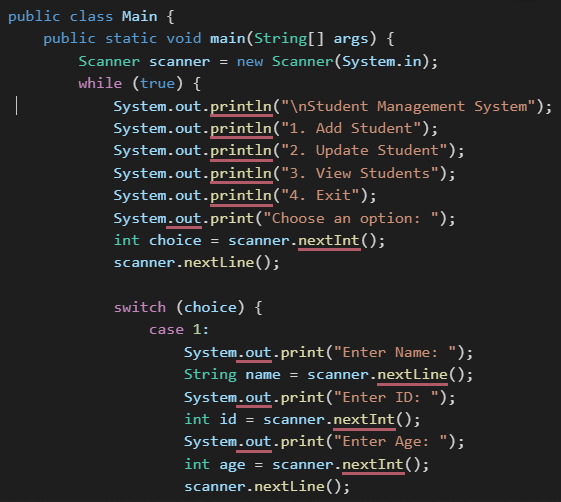 public class Main {
    public static void main(String[] args) {
        Scanner scanner = new Scanner(System.in);
        while (true) {
            System.out.println("\nStudent Management System");
            System.out.println("1. Add Student");
            System.out.println("2. Update Student");
            System.out.println("3. View Students");
            System.out.println("4. Exit");
            System.out.print("Choose an option: ");
            int choice = scanner.nextInt();
            scanner.nextLine();

            switch (choice) {
                case 1:
                    System.out.print("Enter Name: ");
                    String name = scanner.nextLine();
                    System.out.print("Enter ID: ");
                    int id = scanner.nextInt();
                    System.out.print("Enter Age: ");
                    int age = scanner.nextInt();
                    scanner.nextLine();